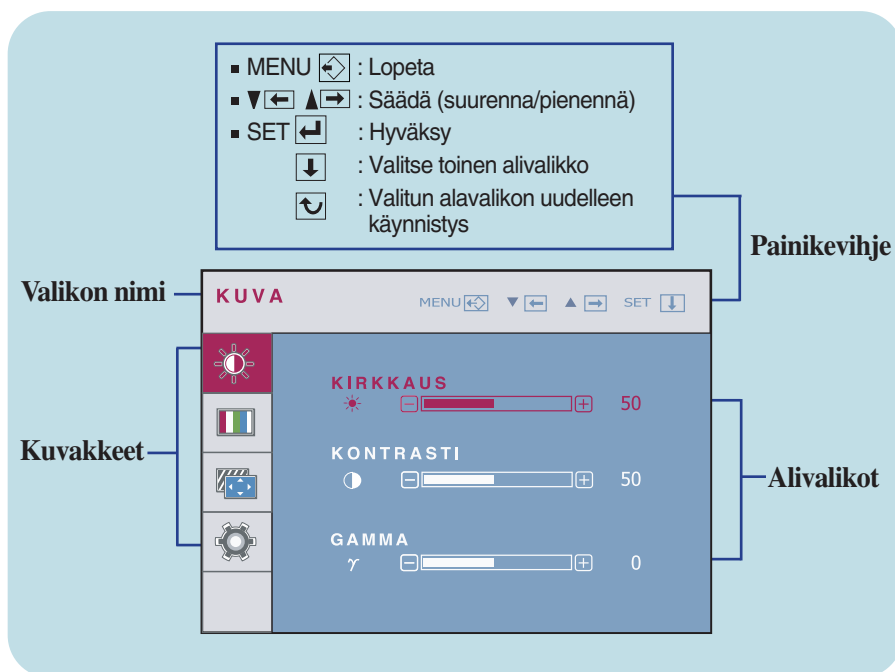 MENU : Lopeta
: Säädä (suurenna/pienennä)
SET : Hyväksy
: Valitse toinen alivalikko
: Valitun alavalikon uudelleen
käynnistys
Painikevihje
Valikon nimi
KUVA
MENU SET
KIRKKAUS
50
Kuvakkeet
KONTRASTI
50
Alivalikot
GAMMA
γ 0